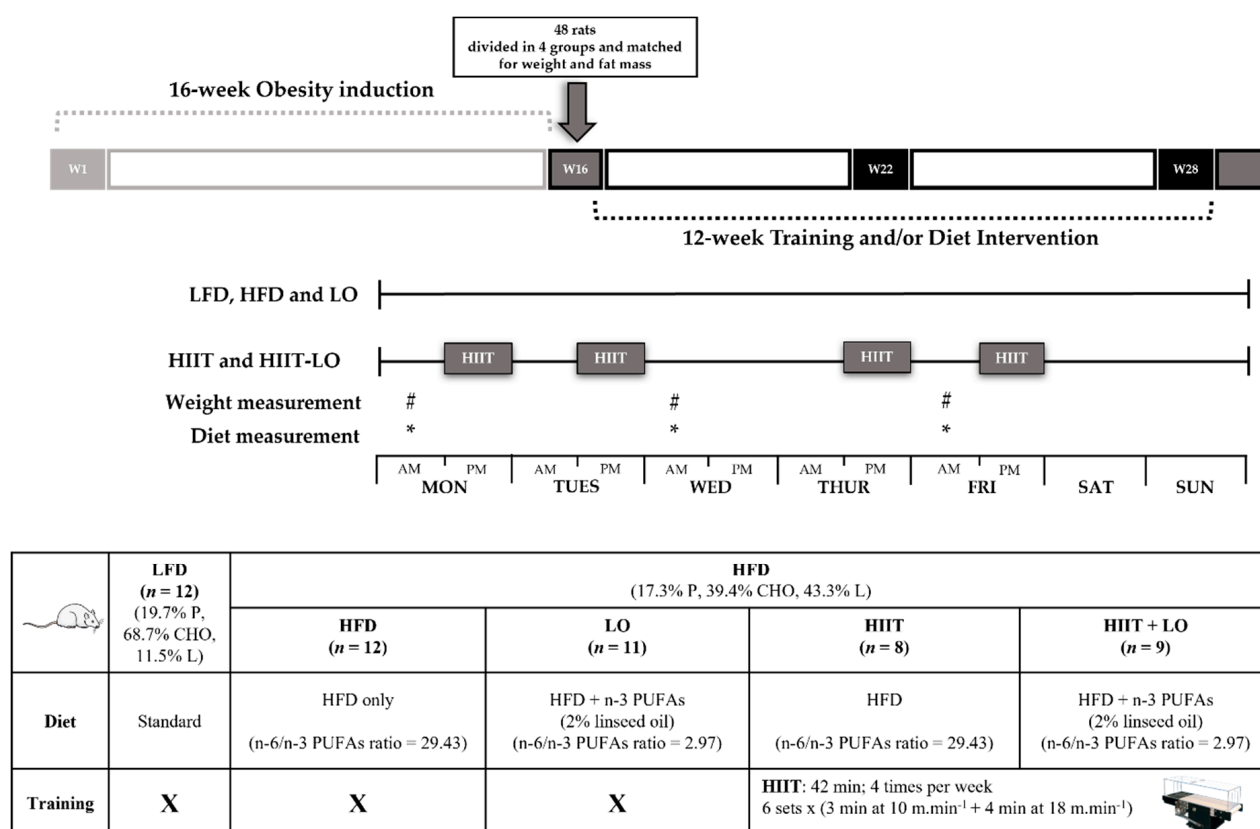 48 rats
divided in 4 groups and matched
for weight and fat mass
16-week Obesity induction
W1
W16
W22
W28
12-week Training and/or Diet Intervention
LFD, HFD and LO
HIIT and HIIT-LO
HIIT
HIIT
HIIT
HIIT
Weight measurement
# # #
Diet measurement
* * *
AM PM AM PM AM PM AM PM AM PM
MON TUES WED THUR FRI SAT SUN
LFD
(n = 12)
(19.7% P,
68.7% CHO,
11.5% L)
HFD
(17.3% P, 39.4% CHO, 43.3% L)
HFD
(n = 12)
LO
(n = 11)
HIIT
(n = 8)
HIIT + LO
(n = 9)
Diet
Standard
HFD only
(n-6/n-3 PUFAs ratio = 29.43)
HFD + n-3 PUFAs
(2% linseed oil)
(n-6/n-3 PUFAs ratio = 2.97)
HFD
(n-6/n-3 PUFAs ratio = 29.43)
HFD + n-3 PUFAs
(2% linseed oil)
(n-6/n-3 PUFAs ratio = 2.97)
Training
X
X
X
HIIT: 42 min; 4 times per week
6 sets x (3 min at 10 m.min⁻¹ + 4 min at 18 m.min⁻¹)